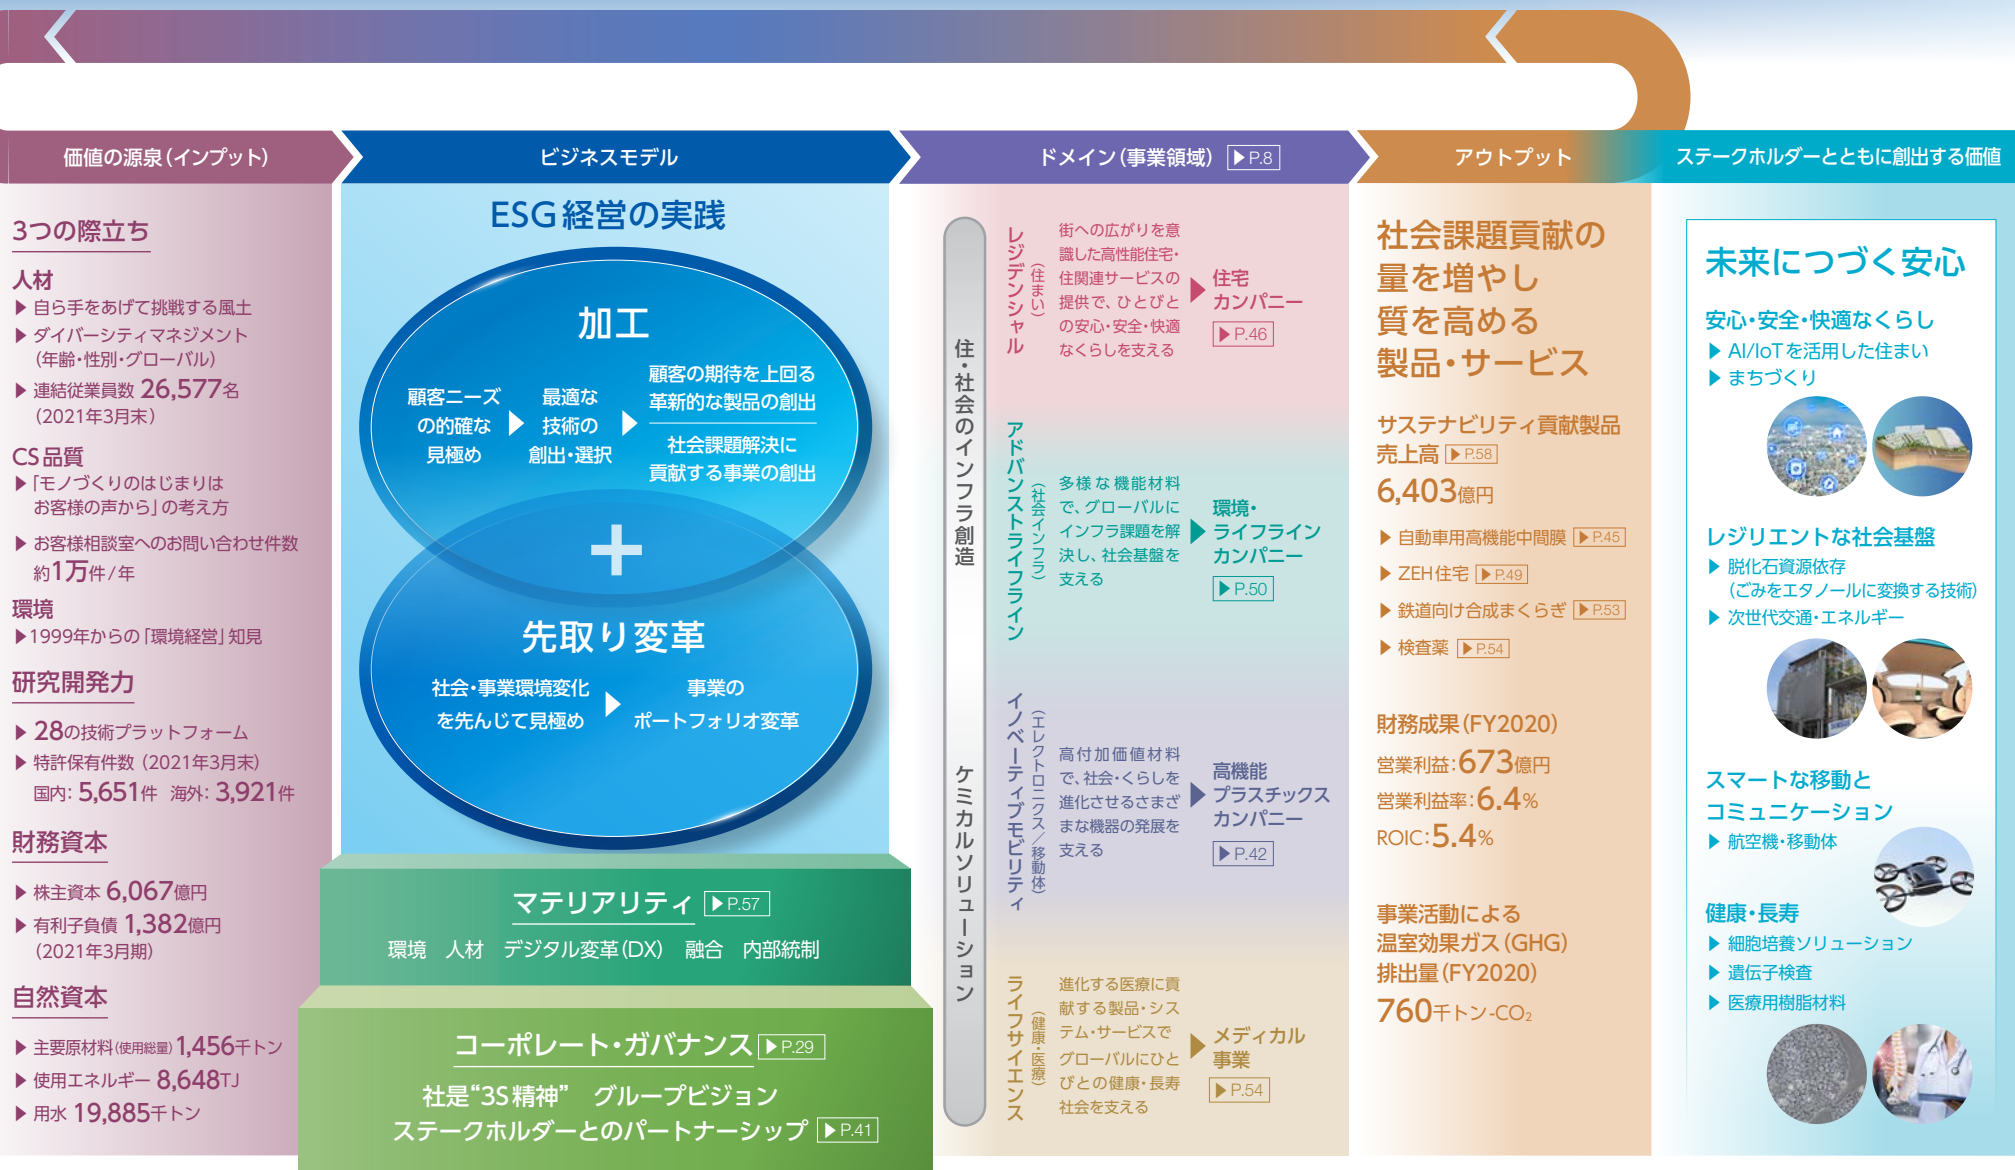 価値の源泉(インプット)
3つの際立ち
人材
▶ 自ら手をあげて挑戦する風土
▶ ダイバーシティマネジメント
(年齢・性別・グローバル)
▶ 連結従業員数 26,577名
(2021年3月末)
CS品質
▶「モノづくりのはじまりは
お客様の声から」の考え方
▶ お客様相談室へのお問い合わせ件数
約1万件/年
環境
▶1999年からの「環境経営」知見
研究開発力
▶ 28の技術プラットフォーム
▶ 特許保有件数(2021年3月末)
国内: 5,651件 海外: 3,921件
財務資本
▶ 株主資本 6,067億円
▶ 有利子負債 1,382億円
(2021年3月期)
自然資本
▶ 主要原材料(使用総量)1,456千トン
▶ 使用エネルギー 8,648TJ
▶ 用水 19,885千トン
ビジネスモデル
ESG経営の実践
加工
顧客ニーズ
の的確な
見極め
▶
最適な
技術の
創出・選択
▶
顧客の期待を上回る
革新的な製品の創出
社会課題解決に
貢献する事業の創出
+
先取り変革
社会・事業環境変化
を先んじて見極め
▶
事業の
ポートフォリオ変革
マテリアリティ ▶P.57
環境 人材 デジタル変革(DX) 融合 内部統制
コーポレート・ガバナンス ▶P.29
社是“3S精神” グループビジョン
ステークホルダーとのパートナーシップ ▶P.41
ドメイン(事業領域) ▶P.8
住・社会のインフラ創造
ケミカルソリューション
レジデンシャル
(住まい)
街への広がりを意
識した高性能住宅・
住関連サービスの
提供で、ひとびと
の安心・安全・快適
なくらしを支える
▶
住宅
カンパニー
▶P.46
アドバンストライフライン
(社会インフラ)
多様な機能材料
で、グローバルに
インフラ課題を解
決し、社会基盤を
支える
▶
環境・
ライフライン
カンパニー
▶P.50
イノベーティブモビリティ
(エレクトロニクス/移動体)
高付加価値材料
で、社会・くらしを
進化させるさまざ
まな機器の発展を
支える
▶
高機能
プラスチックス
カンパニー
▶P.42
ライフサイエンス
(健康・医療)
進化する医療に貢
献する製品・シス
テム・サービスで
グローバルにひと
びとの健康・長寿
社会を支える
▶
メディカル
事業
▶P.54
アウトプット
社会課題貢献の
量を増やし
質を高める
製品・サービス
サステナビリティ貢献製品
売上高 ▶P.58
6,403億円
▶ 自動車用高機能中間膜 ▶P.45
▶ ZEH住宅 ▶P.49
▶ 鉄道向け合成まくらぎ ▶P.53
▶ 検査薬 ▶P.54
財務成果(FY2020)
営業利益:673億円
営業利益率:6.4%
ROIC:5.4%
事業活動による
温室効果ガス(GHG)
排出量(FY2020)
760千トン-CO₂
ステークホルダーとともに創出する価値
未来につづく安心
安心・安全・快適なくらし
▶ AI/IoTを活用した住まい
▶ まちづくり
レジリエントな社会基盤
▶ 脱化石資源依存
(ごみをエタノールに変換する技術)
▶ 次世代交通・エネルギー
スマートな移動と
コミュニケーション
▶ 航空機・移動体
健康・長寿
▶ 細胞培養ソリューション
▶ 遺伝子検査
▶ 医療用樹脂材料